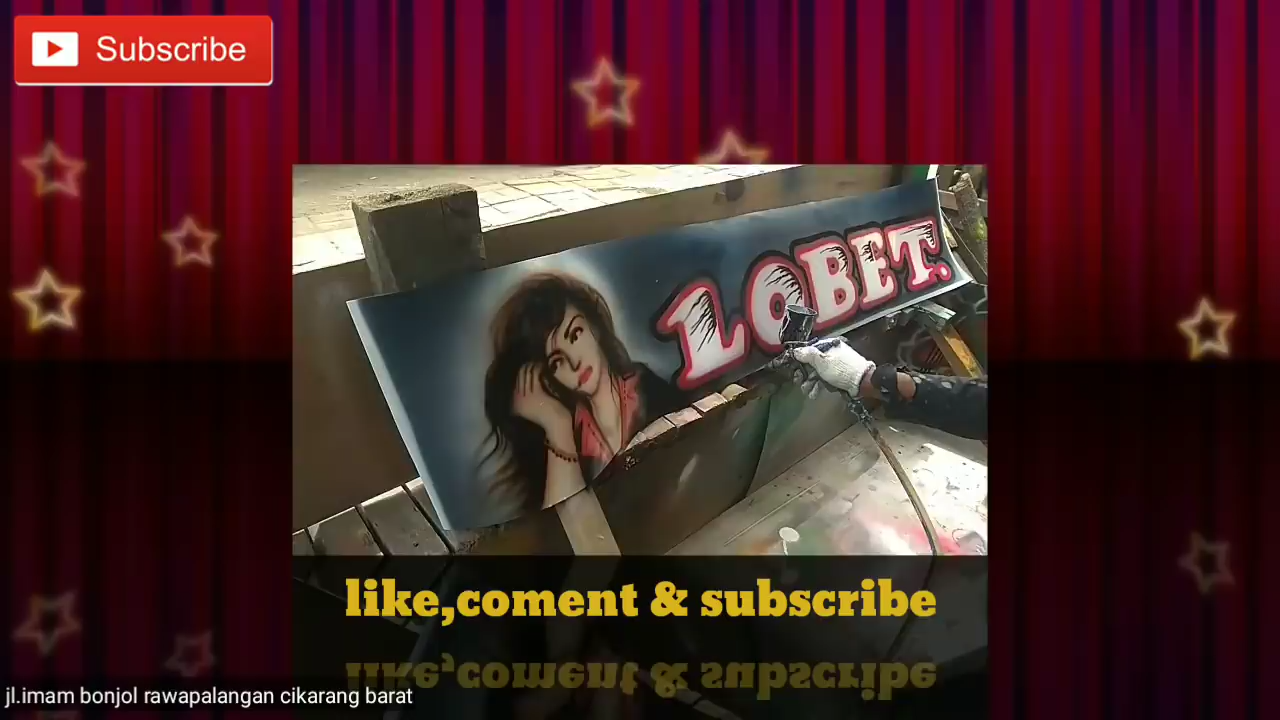 Subscribe
LOBET.
like,coment & subscribe
like,coment & subscribe
jl.imam bonjol rawapalangan cikarang barat